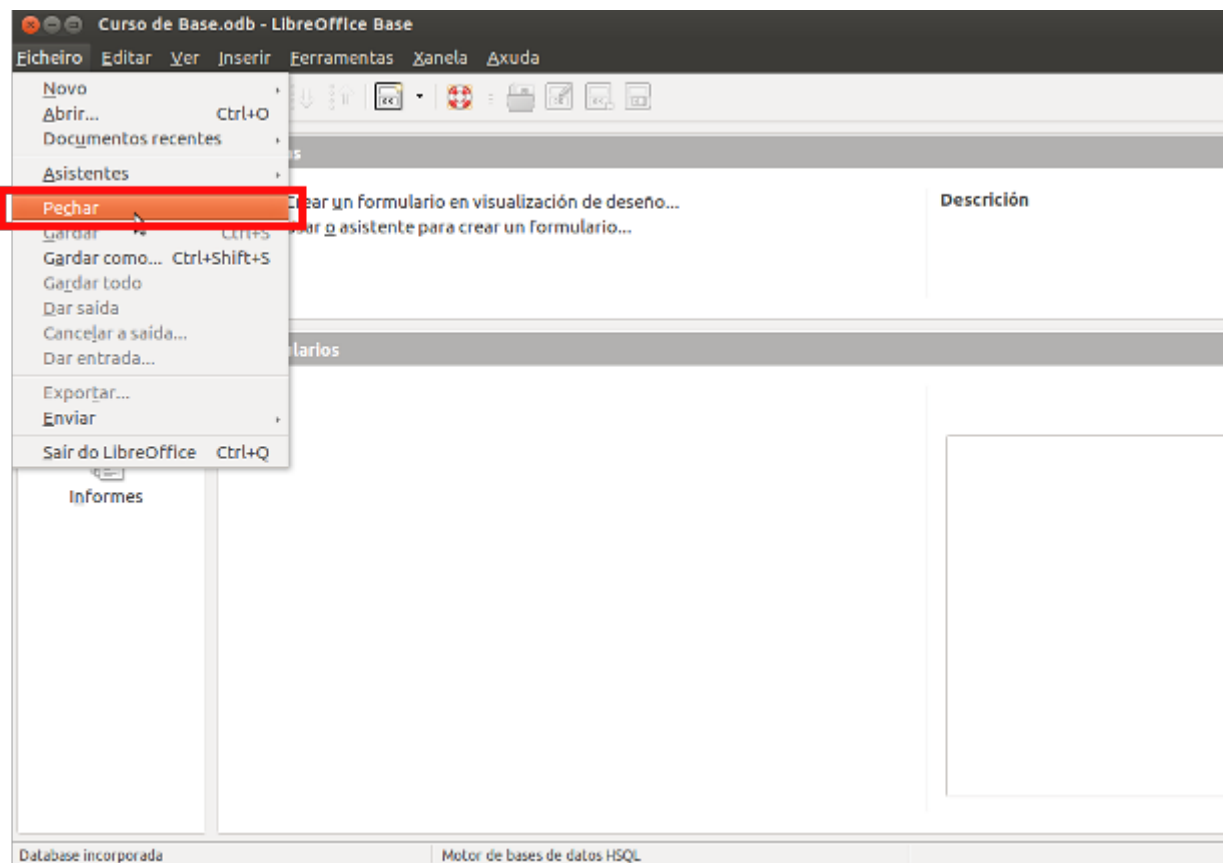 Curso de Base.odb - LibreOffice Base
Ficheiro Editar Ver Inserir Ferramentas Xanela Axuda
Novo
Abrir... Ctrl+O
Documentos recentes
Asistentes
Pechar
Gardar Ctrl+S
Gardar como... Ctrl+Shift+S
Gardar todo
Dar saída
Cancelar a saída...
Dar entrada...
Exportar...
Enviar
Saír do LibreOffice Ctrl+Q
Crear un formulario en visualización de deseño...
o asistente para crear un formulario...
Descrición
Informes
Database incorporada
Motor de bases de datos HSQL